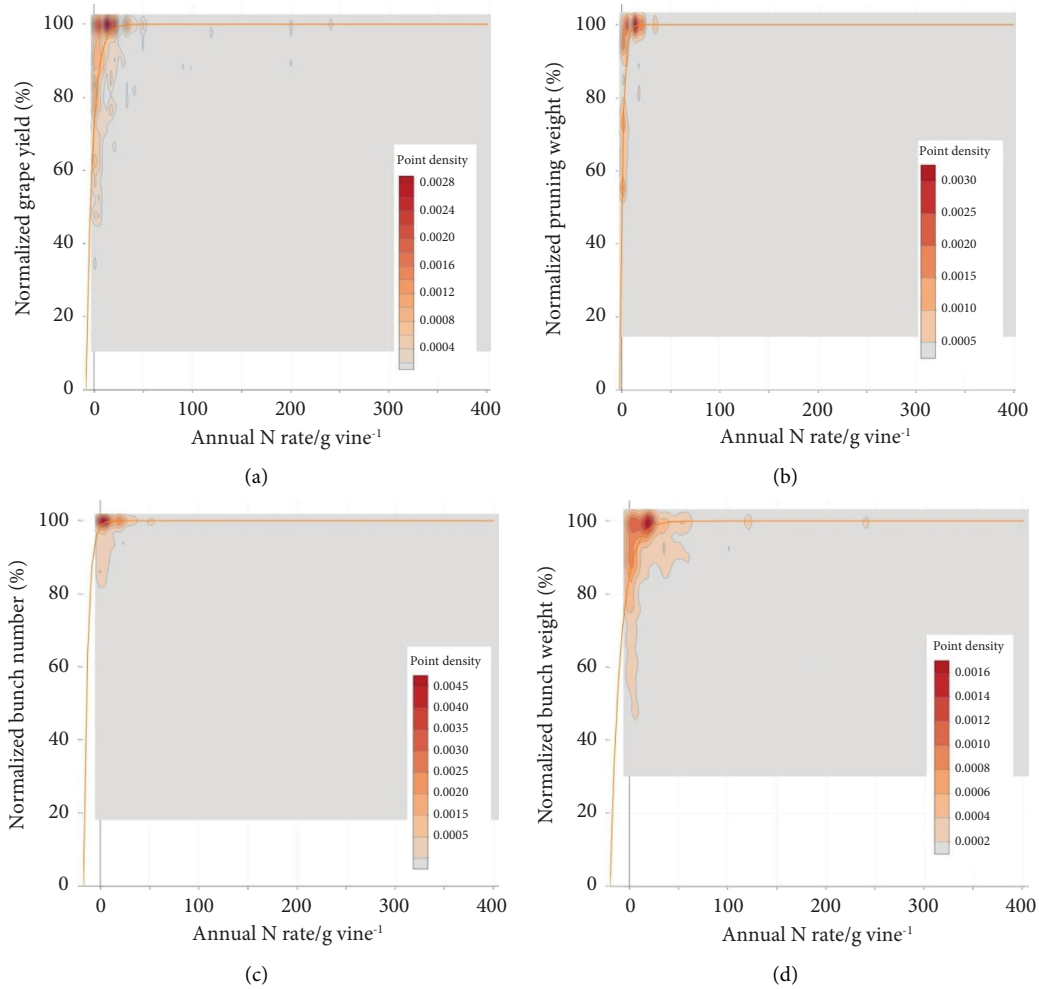 Normalized grape yield (%)
100
80
60
40
20
0
Point density
0.0028
0.0024
0.0020
0.0016
0.0012
0.0008
0.0004
0 100 200 300 400
Annual N rate/g vine-1
(a)
Normalized pruning weight (%)
100
80
60
40
20
0
Point density
0.0030
0.0025
0.0020
0.0015
0.0010
0.0005
0 100 200 300 400
Annual N rate/g vine-1
(b)
Normalized bunch number (%)
100
80
60
40
20
0
Point density
0.0045
0.0040
0.0035
0.0030
0.0025
0.0020
0.0015
0.0005
0 100 200 300 400
Annual N rate/g vine-1
(c)
Normalized bunch weight (%)
100
80
60
40
20
0
Point density
0.0016
0.0014
0.0012
0.0010
0.0008
0.0006
0.0004
0.0002
0 100 200 300 400
Annual N rate/g vine-1
(d)